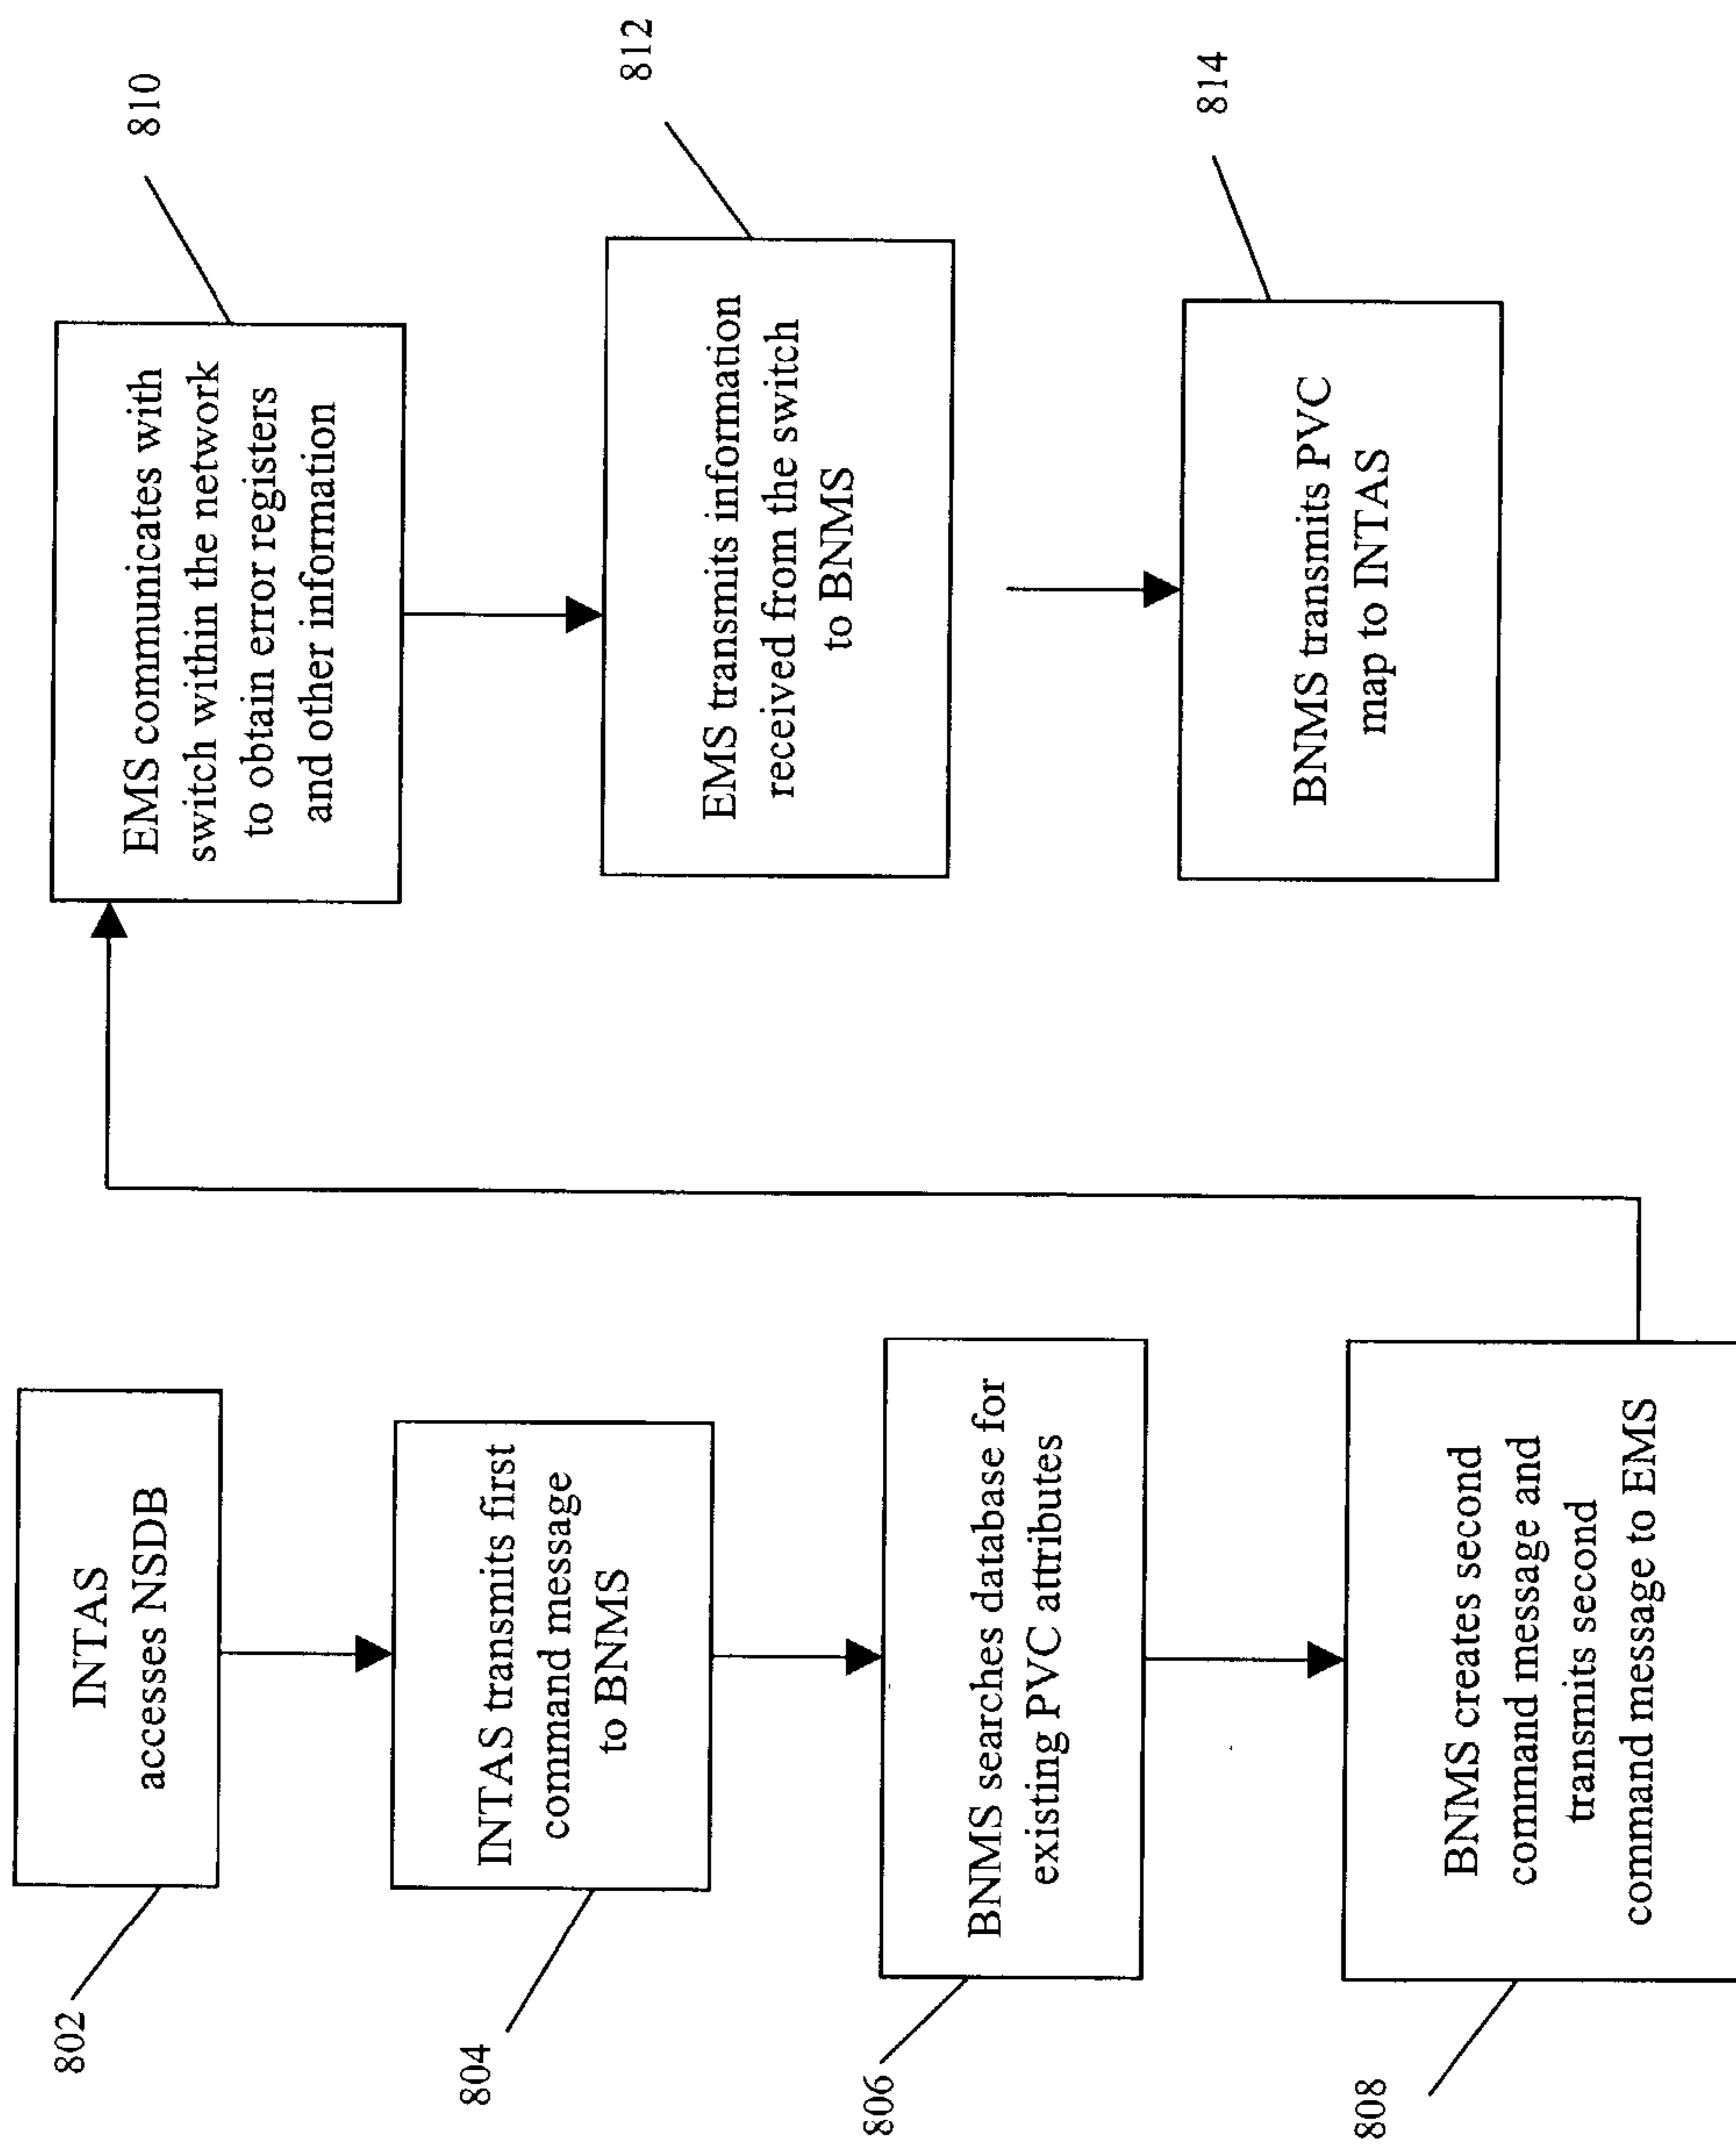 802
INTAS
accesses NSDB
804
INTAS transmits first
command message
to BNMS
806
BNMS searches database for
existing PVC attributes
808
BNMS creates second
command message and
transmits second
command message to EMS
810
EMS communicates with
switch within the network
to obtain error registers
and other information
812
EMS transmits information
received from the switch
to BNMS
814
BNMS transmits PVC
map to INTAS